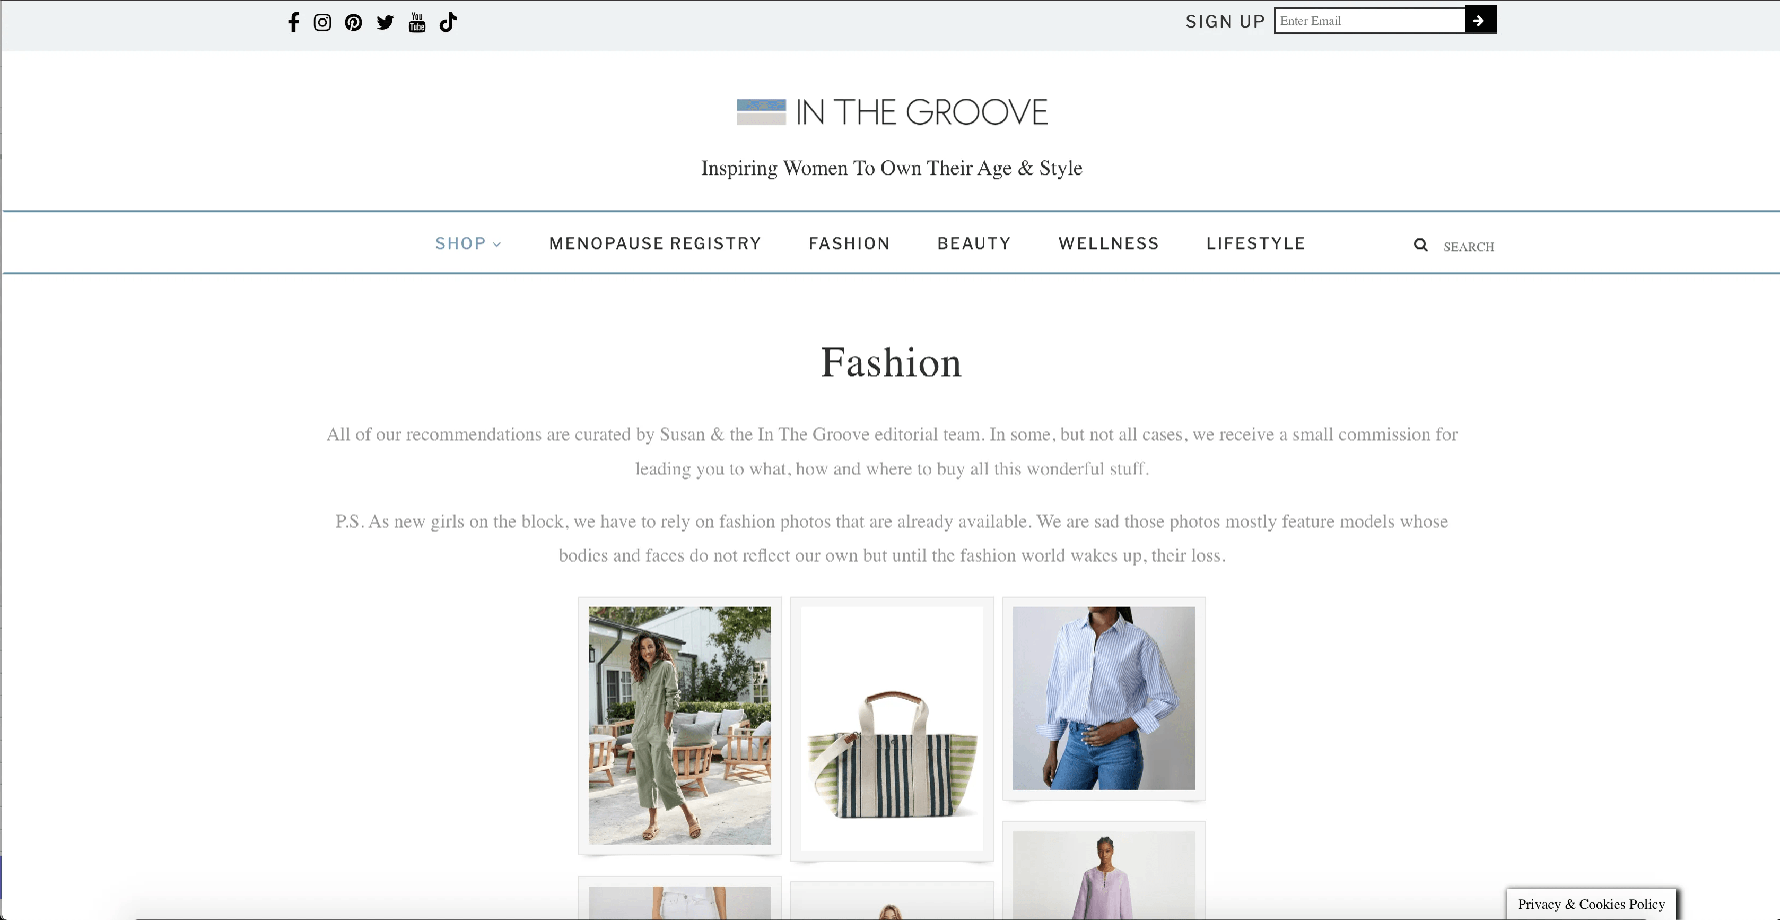 SIGN UP
Enter Email
IN THE GROOVE
Inspiring Women To Own Their Age & Style
SHOP MENOPAUSE REGISTRY FASHION BEAUTY WELLNESS LIFESTYLE SEARCH
Fashion
All of our recommendations are curated by Susan & the In The Groove editorial team. In some, but not all cases, we receive a small commission for
leading you to what, how and where to buy all this wonderful stuff.
P.S. As new girls on the block, we have to rely on fashion photos that are already available. We are sad those photos mostly feature models whose
bodies and faces do not reflect our own but until the fashion world wakes up, their loss.
Privacy & Cookies Policy